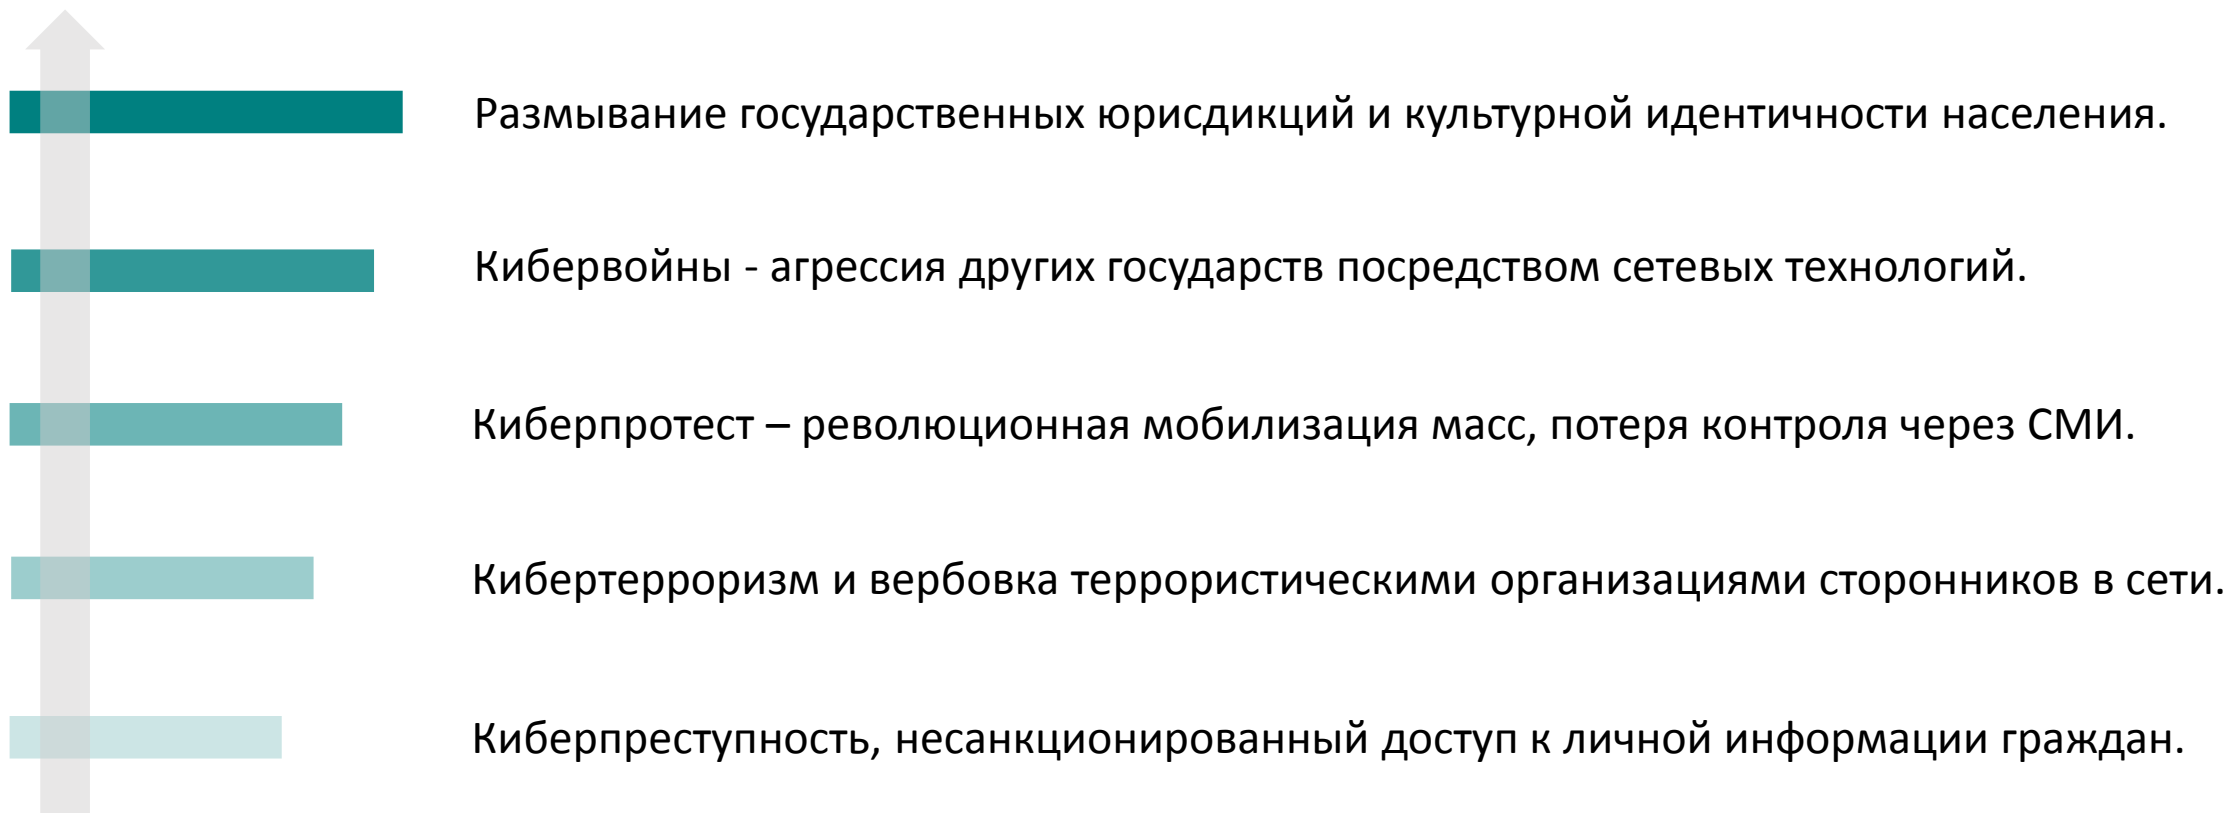 Размывание государственных юрисдикций и культурной идентичности населения.
Кибервойны - агрессия других государств посредством сетевых технологий.
Киберпротест – революционная мобилизация масс, потеря контроля через СМИ.
Кибертерроризм и вербовка террористическими организациями сторонников в сети.
Киберпреступность, несанкционированный доступ к личной информации граждан.